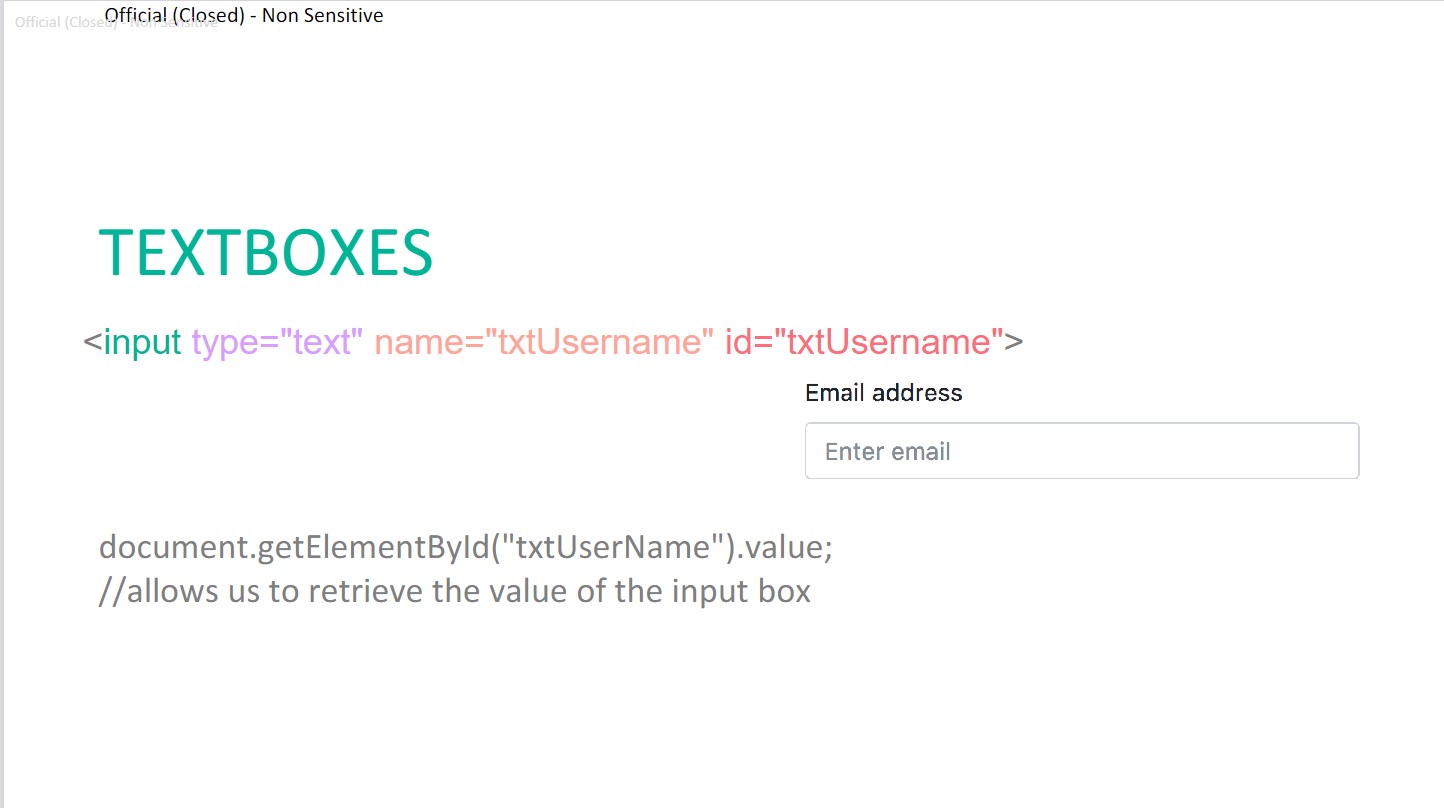 Official (Closed) - Non Sensitive
Official (Closed) - Non Sensitive
TEXTBOXES
<input type="text" name="txtUsername" id="txtUsername">
Email address
Enter email
document.getElementById("txtUserName").value;
//allows us to retrieve the value of the input box